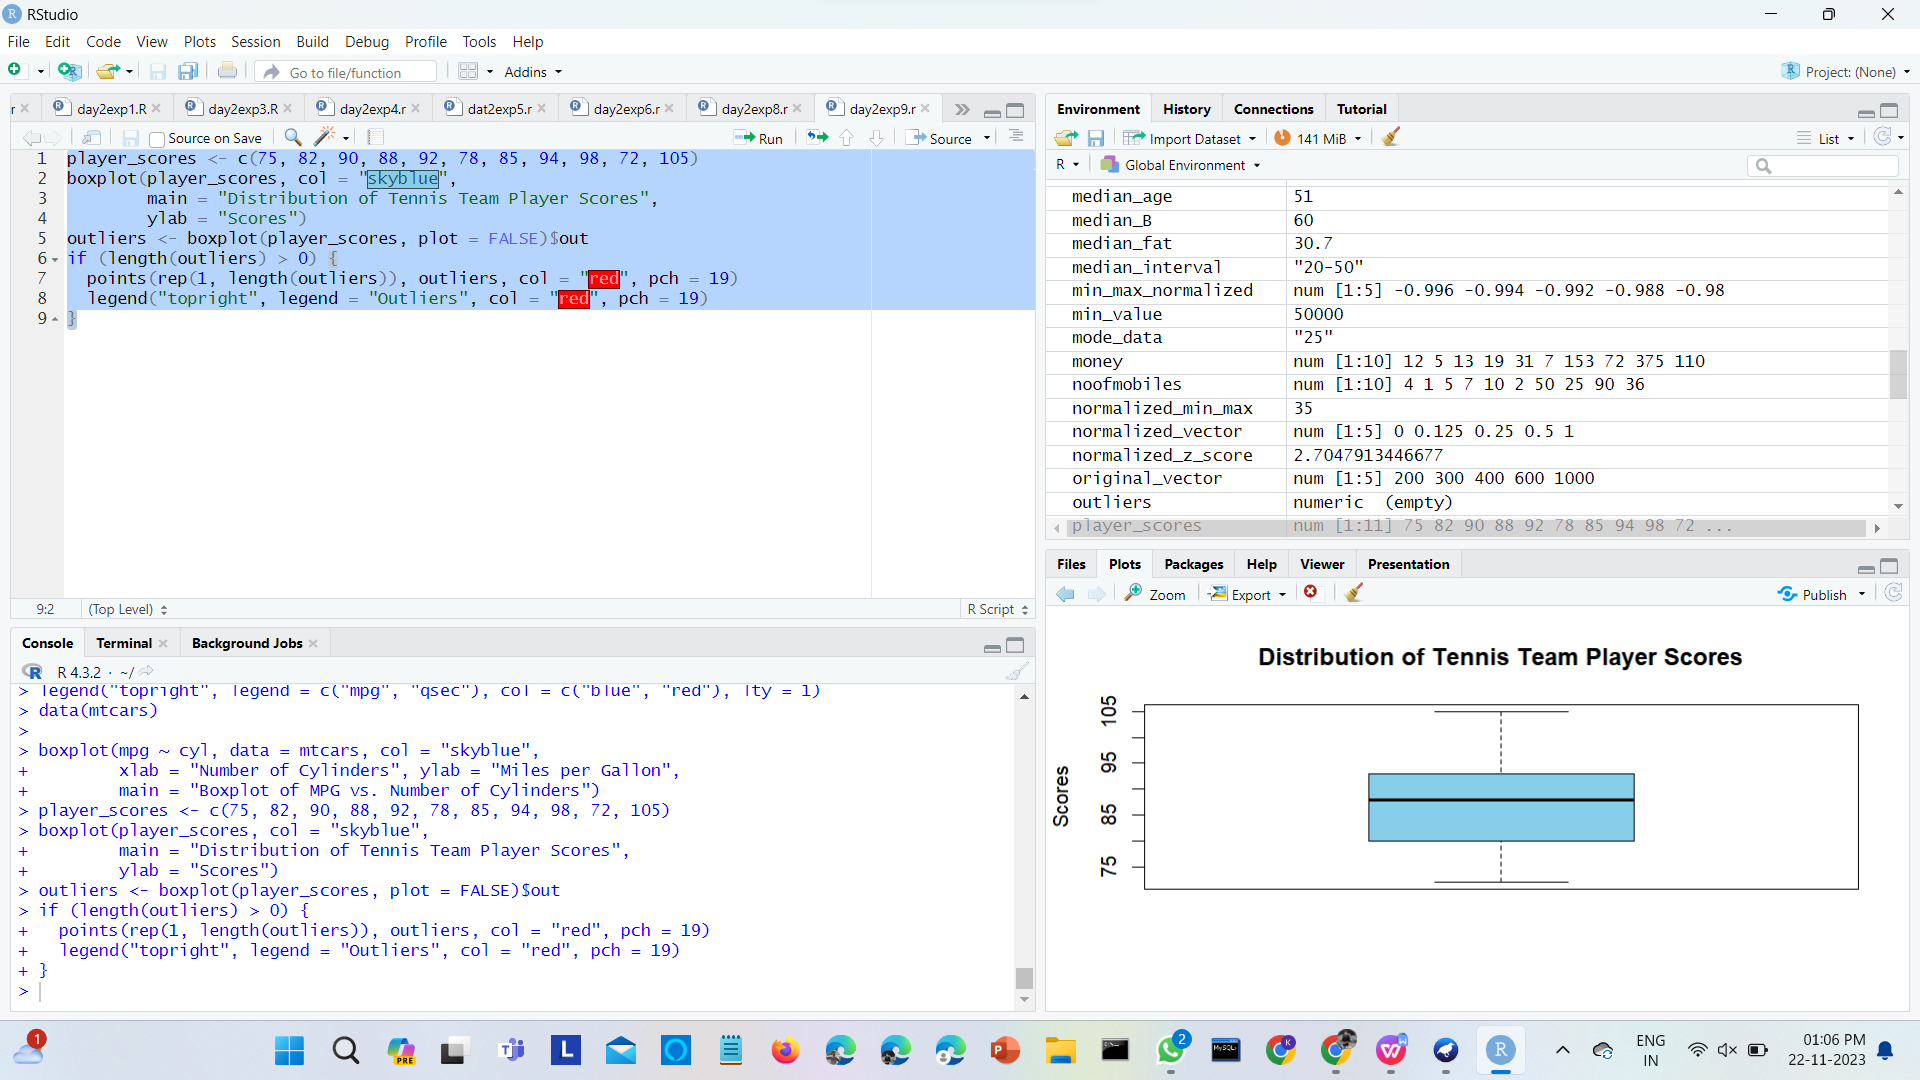 RStudio
File Edit Code View Plots Session Build Debug Profile Tools Help
Go to file/function Addins Project: (None)
r day2exp1.R day2exp3.R day2exp4.r dat2exp5.r day2exp6.r day2exp8.r day2exp9.r
Source on Save Run Source
1 player_scores <- c(75, 82, 90, 88, 92, 78, 85, 94, 98, 72, 105)
2 boxplot(player_scores, col = "skyblue",
3 main = "Distribution of Tennis Team Player Scores",
4 ylab = "Scores")
5 outliers <- boxplot(player_scores, plot = FALSE)$out
6 if (length(outliers) > 0) {
7 points(rep(1, length(outliers)), outliers, col = "red", pch = 19)
8 legend("topright", legend = "Outliers", col = "red", pch = 19)
9 }
9:2 (Top Level) R Script
Console Terminal Background Jobs
R 4.3.2 · ~/
> legend("topright", legend = c("mpg", "qsec"), col = c("blue", "red"), lty = 1)
> data(mtcars)
>
> boxplot(mpg ~ cyl, data = mtcars, col = "skyblue",
+ xlab = "Number of Cylinders", ylab = "Miles per Gallon",
+ main = "Boxplot of MPG vs. Number of Cylinders")
> player_scores <- c(75, 82, 90, 88, 92, 78, 85, 94, 98, 72, 105)
> boxplot(player_scores, col = "skyblue",
+ main = "Distribution of Tennis Team Player Scores",
+ ylab = "Scores")
> outliers <- boxplot(player_scores, plot = FALSE)$out
> if (length(outliers) > 0) {
+ points(rep(1, length(outliers)), outliers, col = "red", pch = 19)
+ legend("topright", legend = "Outliers", col = "red", pch = 19)
+ }
>
Environment History Connections Tutorial
Import Dataset 141 MiB List
R Global Environment
median_age 51
median_B 60
median_fat 30.7
median_interval "20-50"
min_max_normalized num [1:5] -0.996 -0.994 -0.992 -0.988 -0.98
min_value 50000
mode_data "25"
money num [1:10] 12 5 13 19 31 7 153 72 375 110
noofmobiles num [1:10] 4 1 5 7 10 2 50 25 90 36
normalized_min_max 35
normalized_vector num [1:5] 0 0.125 0.25 0.5 1
normalized_z_score 2.7047913446677
original_vector num [1:5] 200 300 400 600 1000
outliers numeric (empty)
player_scores num [1:11] 75 82 90 88 92 78 85 94 98 72 ...
Files Plots Packages Help Viewer Presentation
Zoom Export Publish
Distribution of Tennis Team Player Scores
Scores
105
95
85
75
1 PRE L 2 MySQL K R
ENG
IN
01:06 PM
22-11-2023